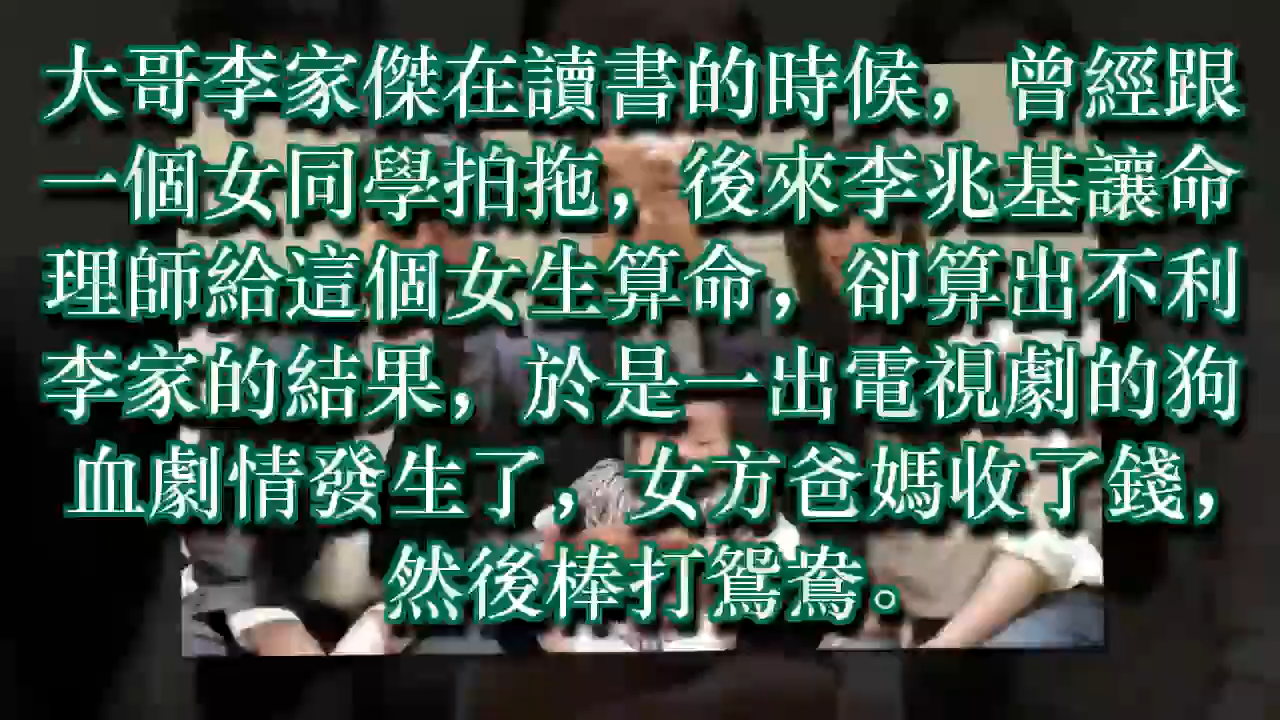 大哥李家傑在讀書的時候，曾經跟
一個女同學拍拖，後來李兆基讓命
理師給這個女生算命，卻算出不利
李家的結果，於是一出電視劇的狗
血劇情發生了，女方爸媽收了錢，
然後棒打鴛鴦。